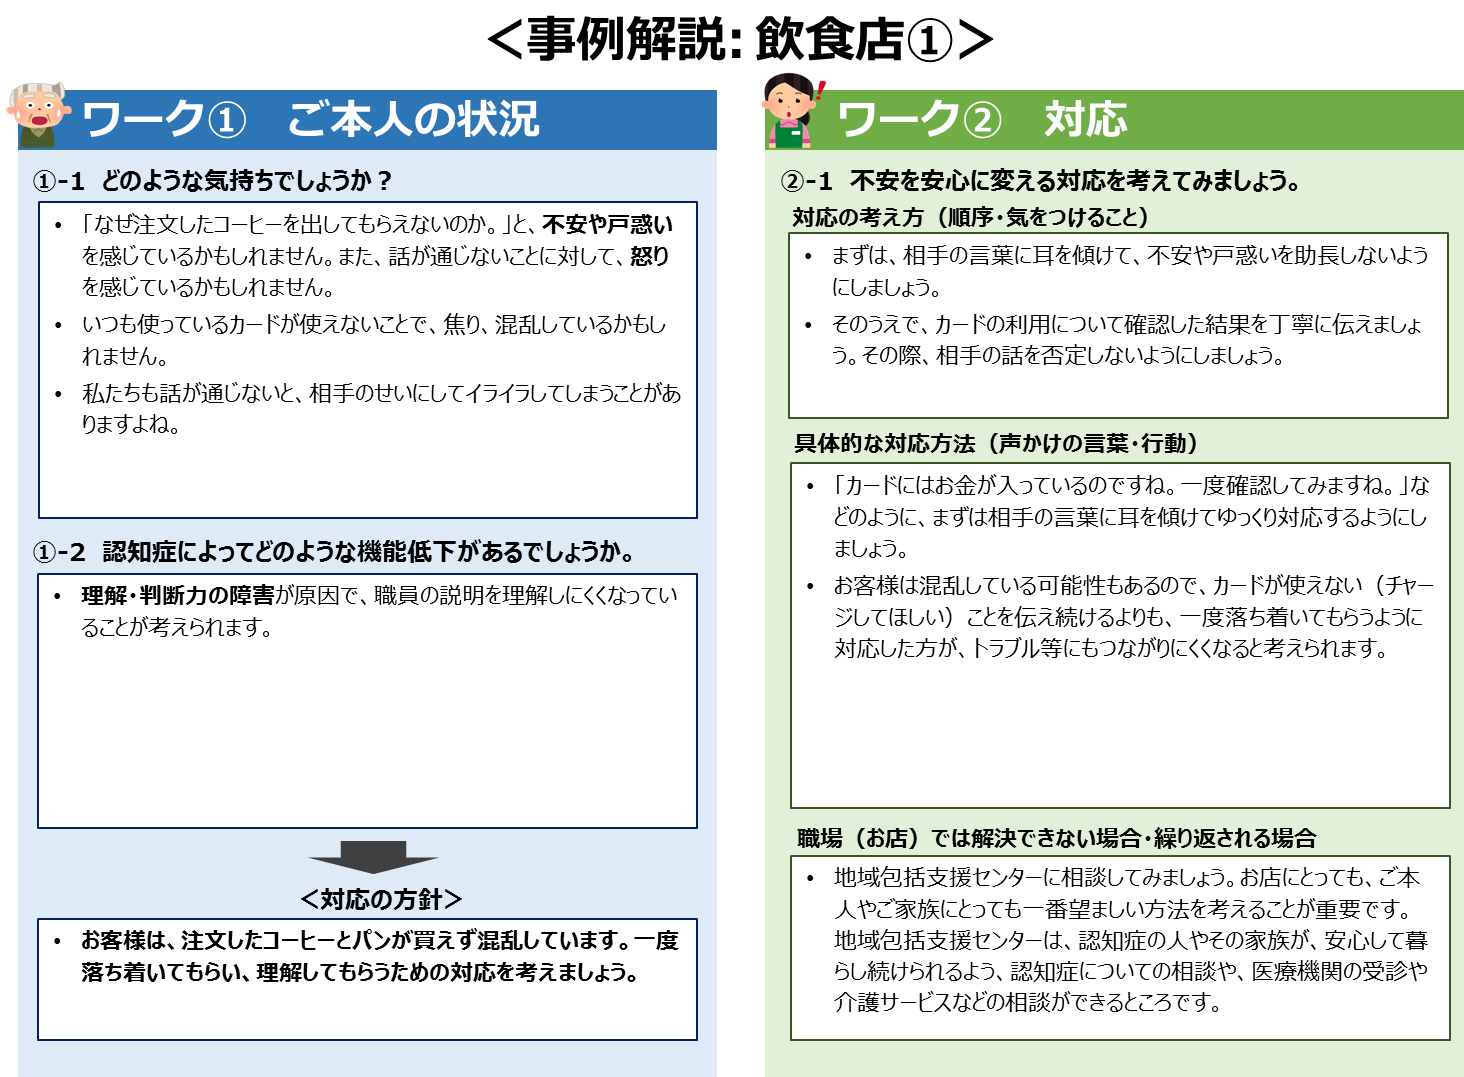 ＜事例解説: 飲食店①＞
ワーク①　ご本人の状況
①-1 どのような気持ちでしょうか？
• 「なぜ注文したコーヒーを出してもらえないのか。」と、不安や戸惑い
を感じているかもしれません。また、話が通じないことに対して、怒り
を感じているかもしれません。
• いつも使っているカードが使えないことで、焦り、混乱しているかもし
れません。
• 私たちも話が通じないと、相手のせいにしてイライラしてしまうことがあ
りますよね。
①-2 認知症によってどのような機能低下があるでしょうか。
• 理解・判断力の障害が原因で、職員の説明を理解しにくくなってい
ることが考えられます。
＜対応の方針＞
• お客様は、注文したコーヒーとパンが買えず混乱しています。一度
落ち着いてもらい、理解してもらうための対応を考えましょう。
ワーク②　対応
②-1 不安を安心に変える対応を考えてみましょう。
対応の考え方（順序・気をつけること）
• まずは、相手の言葉に耳を傾けて、不安や戸惑いを助長しないよう
にしましょう。
• そのうえで、カードの利用について確認した結果を丁寧に伝えましょ
う。その際、相手の話を否定しないようにしましょう。
具体的な対応方法（声かけの言葉・行動）
• 「カードにはお金が入っているのですね。一度確認してみますね。」な
どのように、まずは相手の言葉に耳を傾けてゆっくり対応するようにし
ましょう。
• お客様は混乱している可能性もあるので、カードが使えない（チャー
ジしてほしい）ことを伝え続けるよりも、一度落ち着いてもらうように
対応した方が、トラブル等にもつながりにくくなると考えられます。
職場（お店）では解決できない場合・繰り返される場合
• 地域包括支援センターに相談してみましょう。お店にとっても、ご本
人やご家族にとっても一番望ましい方法を考えることが重要です。
地域包括支援センターは、認知症の人やその家族が、安心して暮
らし続けられるよう、認知症についての相談や、医療機関の受診や
介護サービスなどの相談ができるところです。